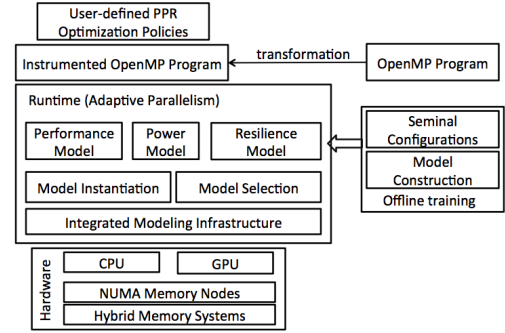 User-defined PPR
Optimization Policies
Instrumented OpenMP Program
transformation
OpenMP Program
Runtime (Adaptive Parallelism)
Performance
Model
Power
Model
Resilience
Model
Model Instantiation
Model Selection
Integrated Modeling Infrastructure
Seminal
Configurations
Model
Construction
Offline training
Hardware
CPU
GPU
NUMA Memory Nodes
Hybrid Memory Systems